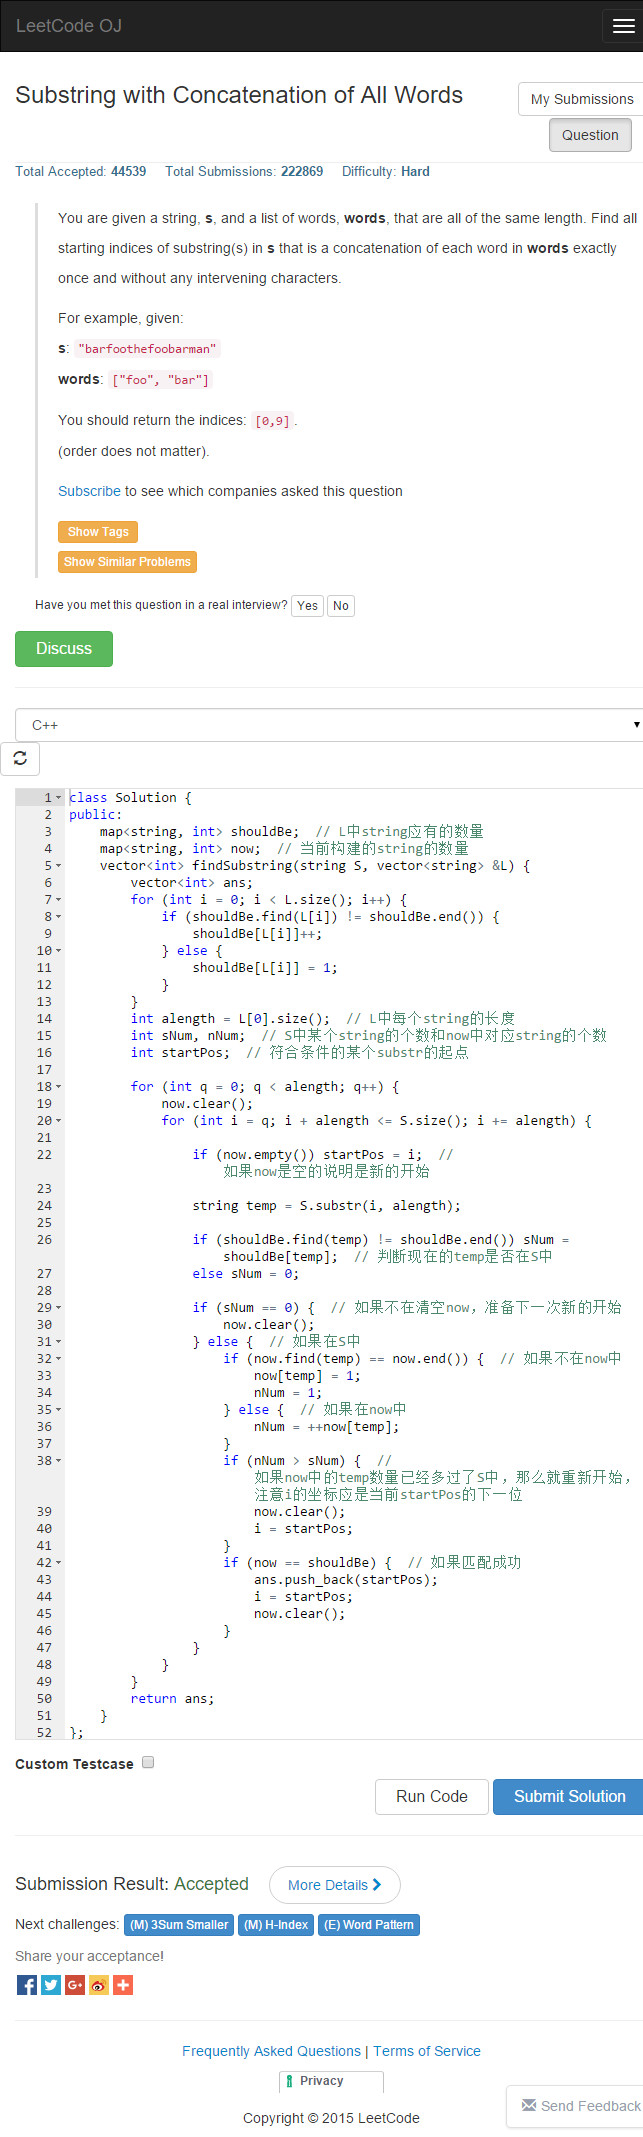 LeetCode OJ
Substring with Concatenation of All Words
My Submissions
Question
Total Accepted: 44539 Total Submissions: 222869 Difficulty: Hard
You are given a string, s, and a list of words, words, that are all of the same length. Find all
starting indices of substring(s) in s that is a concatenation of each word in words exactly
once and without any intervening characters.
For example, given:
s: "barfoothefoobarman"
words: ["foo", "bar"]
You should return the indices: [0,9].
(order does not matter).
Subscribe to see which companies asked this question
Show Tags
Show Similar Problems
Have you met this question in a real interview? Yes No
Discuss
C++
1 class Solution {
2 public:
3     map<string, int> shouldBe;  // L中string应有的数量
4     map<string, int> now;  // 当前构建的string的数量
5     vector<int> findSubstring(string S, vector<string> &L) {
6         vector<int> ans;
7         for (int i = 0; i < L.size(); i++) {
8             if (shouldBe.find(L[i]) != shouldBe.end()) {
9                 shouldBe[L[i]]++;
10             } else {
11                 shouldBe[L[i]] = 1;
12             }
13         }
14         int alength = L[0].size();  // L中每个string的长度
15         int sNum, nNum;  // S中某个string的个数和now中对应string的个数
16         int startPos;  // 符合条件的某个substr的起点
17
18         for (int q = 0; q < alength; q++) {
19             now.clear();
20             for (int i = q; i + alength <= S.size(); i += alength) {
21
22                 if (now.empty()) startPos = i;  //
如果now是空的说明是新的开始
23
24                 string temp = S.substr(i, alength);
25
26                 if (shouldBe.find(temp) != shouldBe.end()) sNum =
shouldBe[temp];  // 判断现在的temp是否在S中
27                 else sNum = 0;
28
29                 if (sNum == 0) {  // 如果不在清空now，准备下一次新的开始
30                     now.clear();
31                 } else {  // 如果在S中
32                     if (now.find(temp) == now.end()) {  // 如果不在now中
33                         now[temp] = 1;
34                         nNum = 1;
35                     } else {  // 如果在now中
36                         nNum = ++now[temp];
37                     }
38                     if (nNum > sNum) {  //
如果now中的temp数量已经多过了S中，那么就重新开始，
注意i的坐标应是当前startPos的下一位
39                         now.clear();
40                         i = startPos;
41                     }
42                     if (now == shouldBe) {  // 如果匹配成功
43                         ans.push_back(startPos);
44                         i = startPos;
45                         now.clear();
46                     }
47                 }
48             }
49         }
50         return ans;
51     }
52 };
Custom Testcase
Run Code Submit Solution
Submission Result: Accepted More Details
Next challenges: (M) 3Sum Smaller (M) H-Index (E) Word Pattern
Share your acceptance!
Frequently Asked Questions | Terms of Service
Privacy
Send Feedback
Copyright © 2015 LeetCode